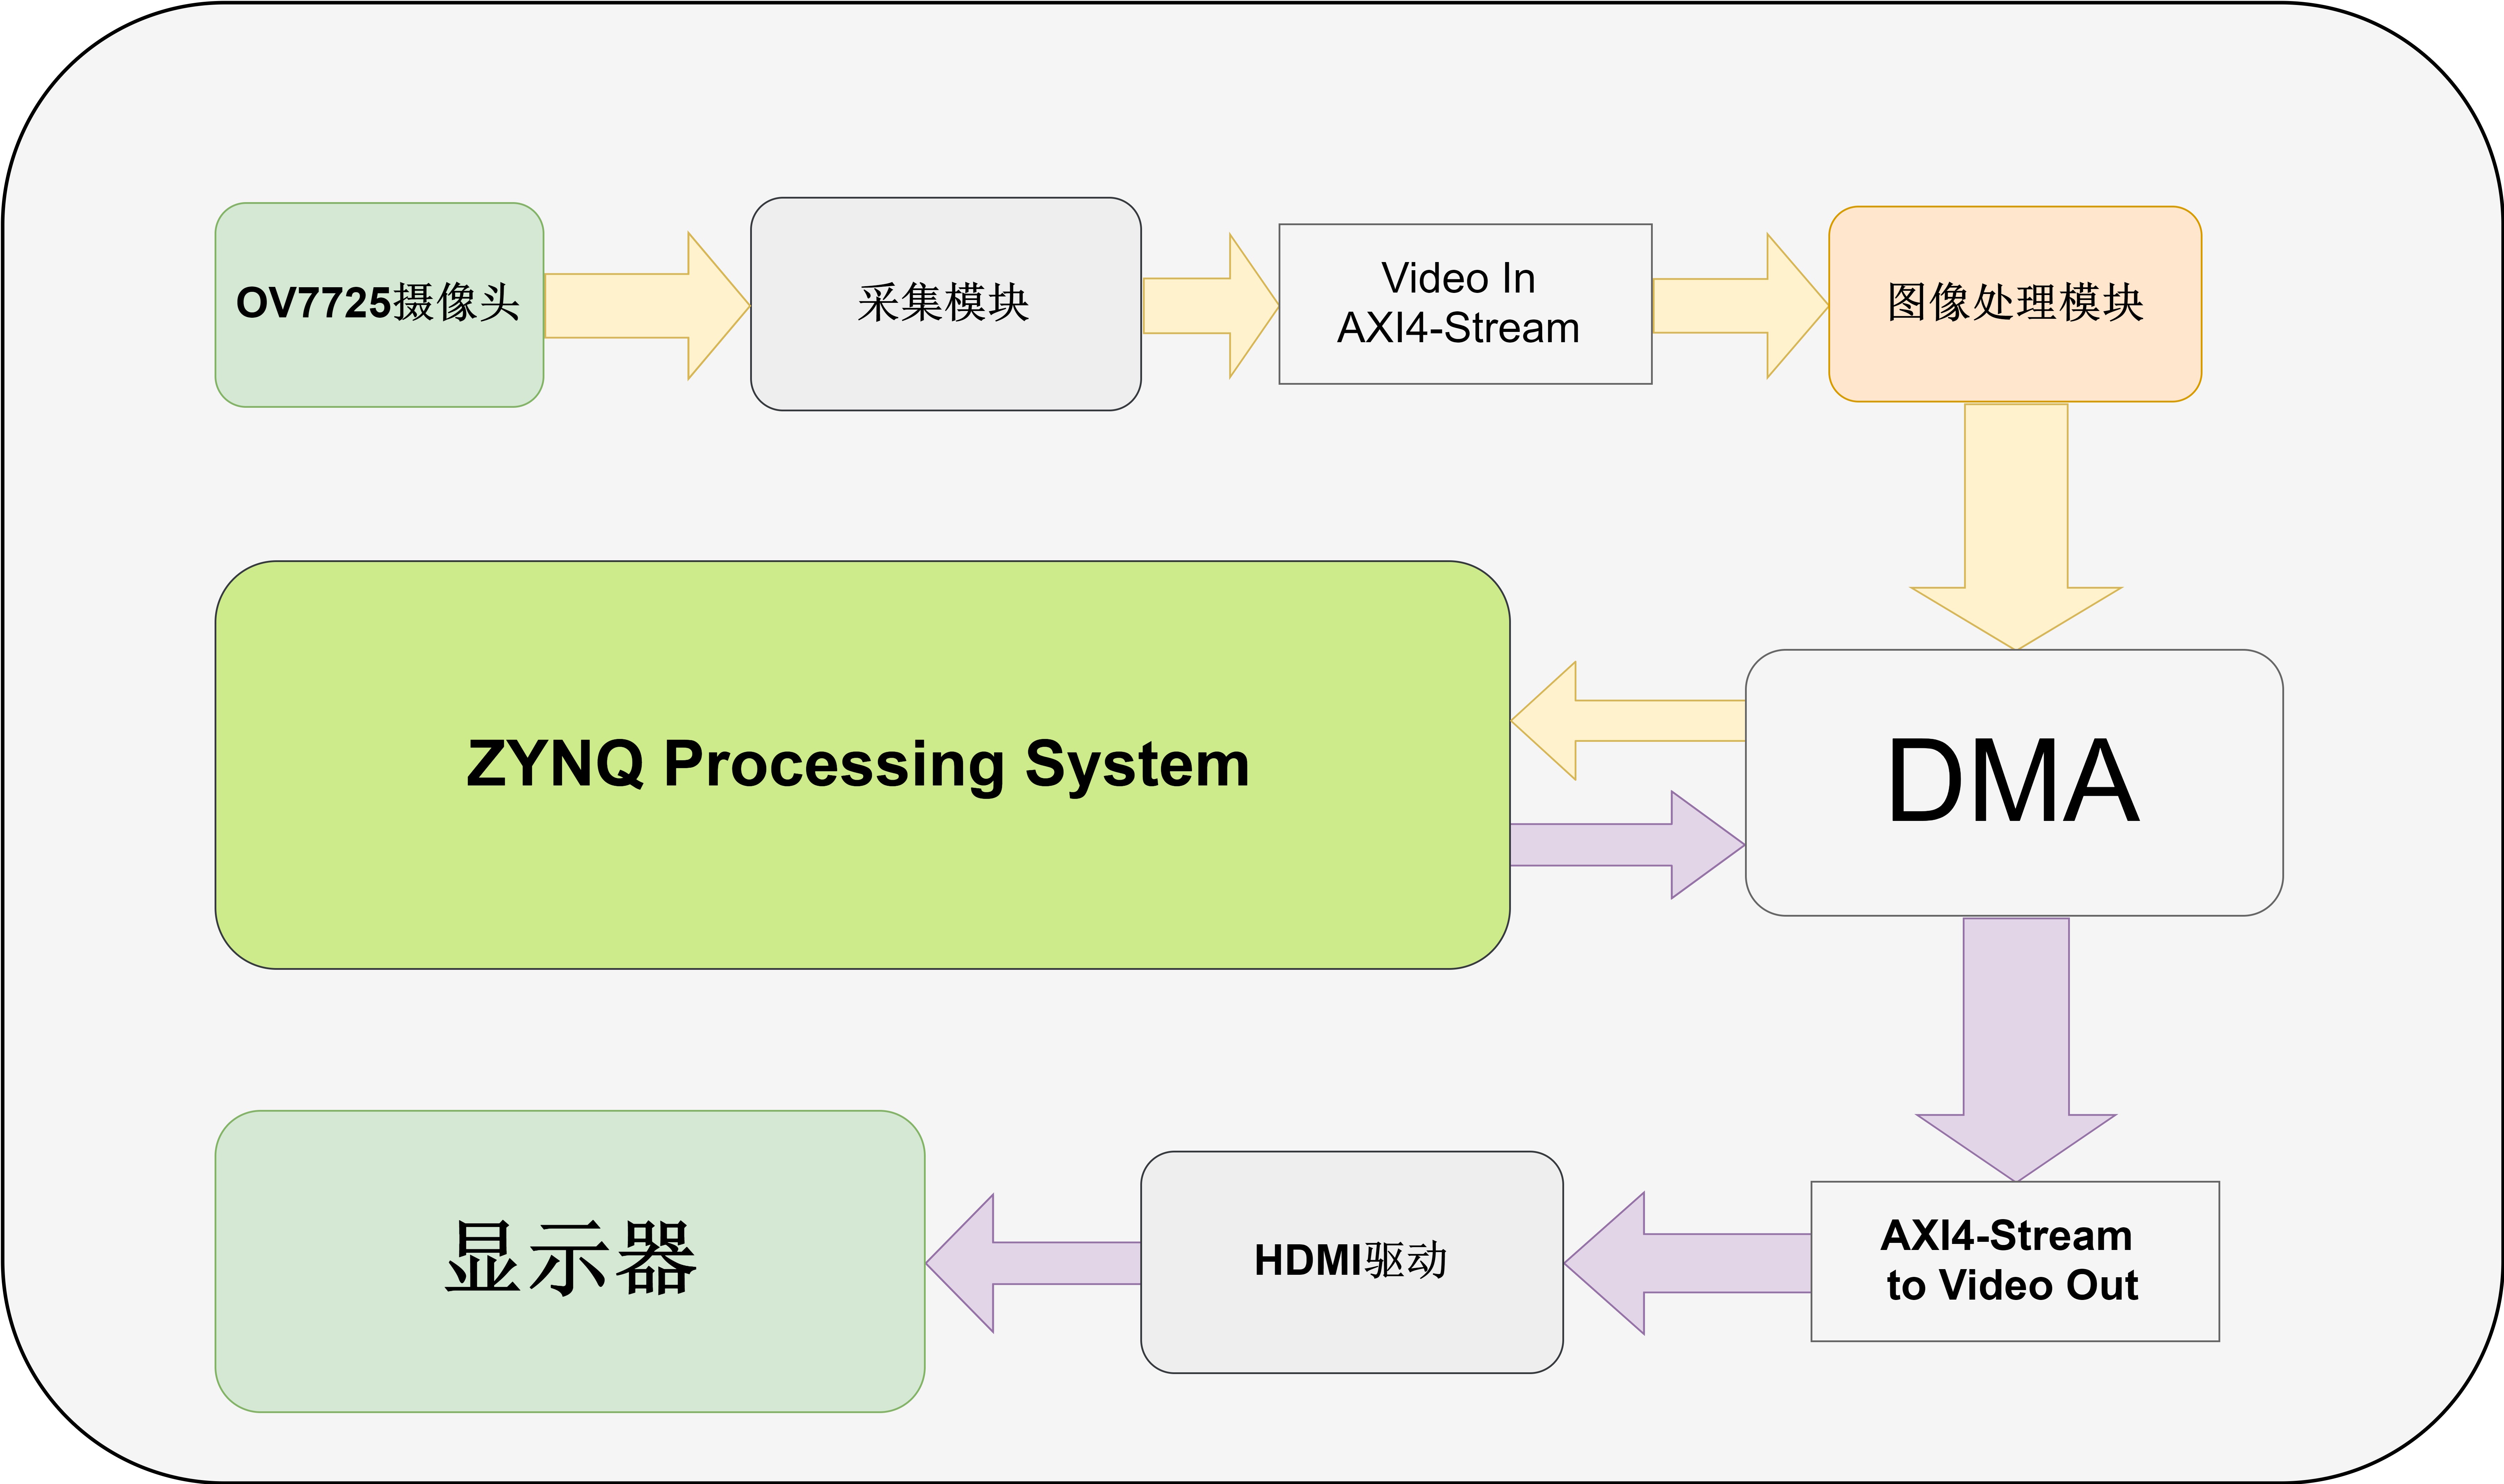 OV7725摄像头
采集模块
Video In
AXI4-Stream
图像处理模块
ZYNQ Processing System
DMA
显示器
HDMI驱动
AXI4-Stream
to Video Out